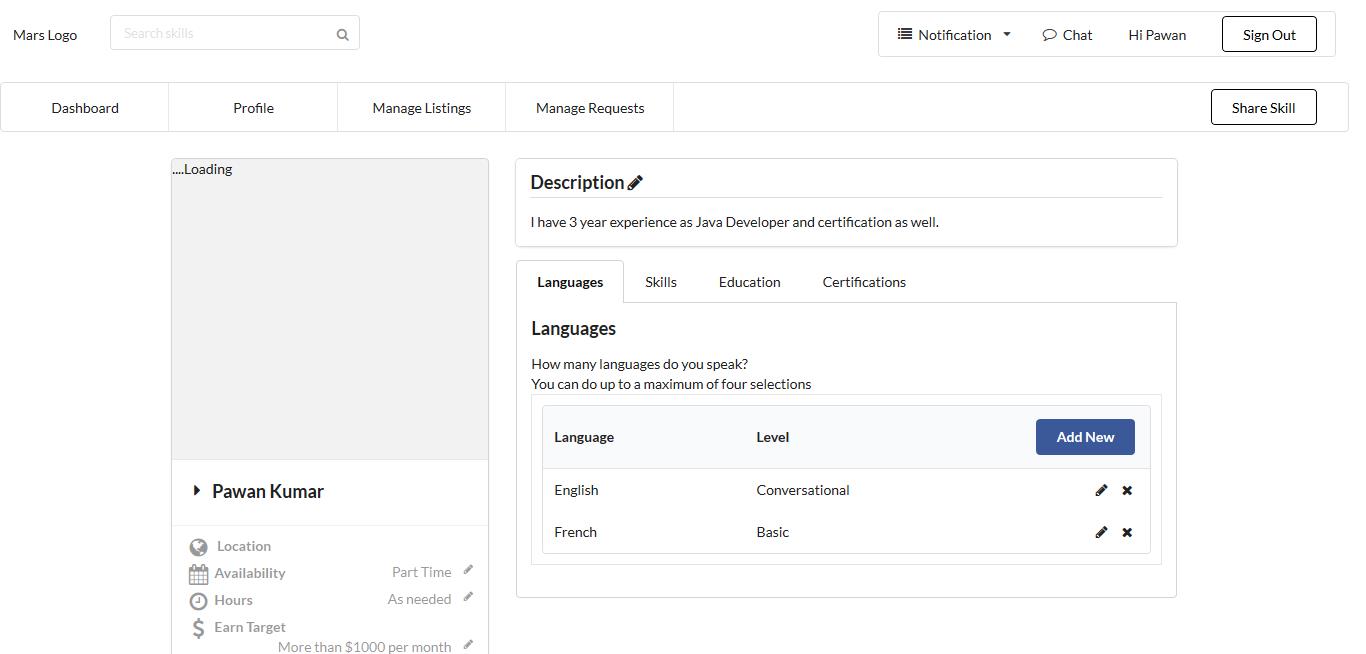 Mars Logo
Search skills
Notification
Chat
Hi Pawan
Sign Out
Dashboard
Profile
Manage Listings
Manage Requests
Share Skill
....Loading
Pawan Kumar
Location
Availability Part Time
Hours As needed
Earn Target
More than $1000 per month
Description
I have 3 year experience as Java Developer and certification as well.
Languages
Skills
Education
Certifications
Languages
How many languages do you speak?
You can do up to a maximum of four selections
Language Level Add New
English Conversational
French Basic